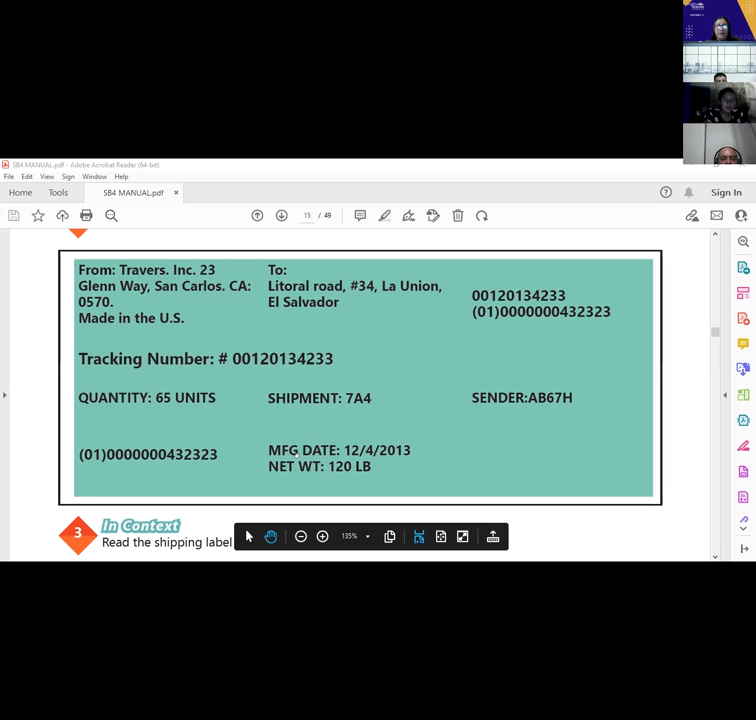 SB4 MANUAL.pdf - Adobe Acrobat Reader (64-bit)
File Edit View Sign Window Help
Home Tools SB4 MANUAL.pdf × Sign In
15 / 49
From: Travers. Inc. 23
Glenn Way, San Carlos. CA:
0570.
Made in the U.S.
To:
Litoral road, #34, La Union,
El Salvador
00120134233
(01)0000000432323
Tracking Number: # 00120134233
QUANTITY: 65 UNITS
SHIPMENT: 7A4
SENDER:AB67H
(01)0000000432323
MFG DATE: 12/4/2013
NET WT: 120 LB
3
In Context
Read the shipping label
135%